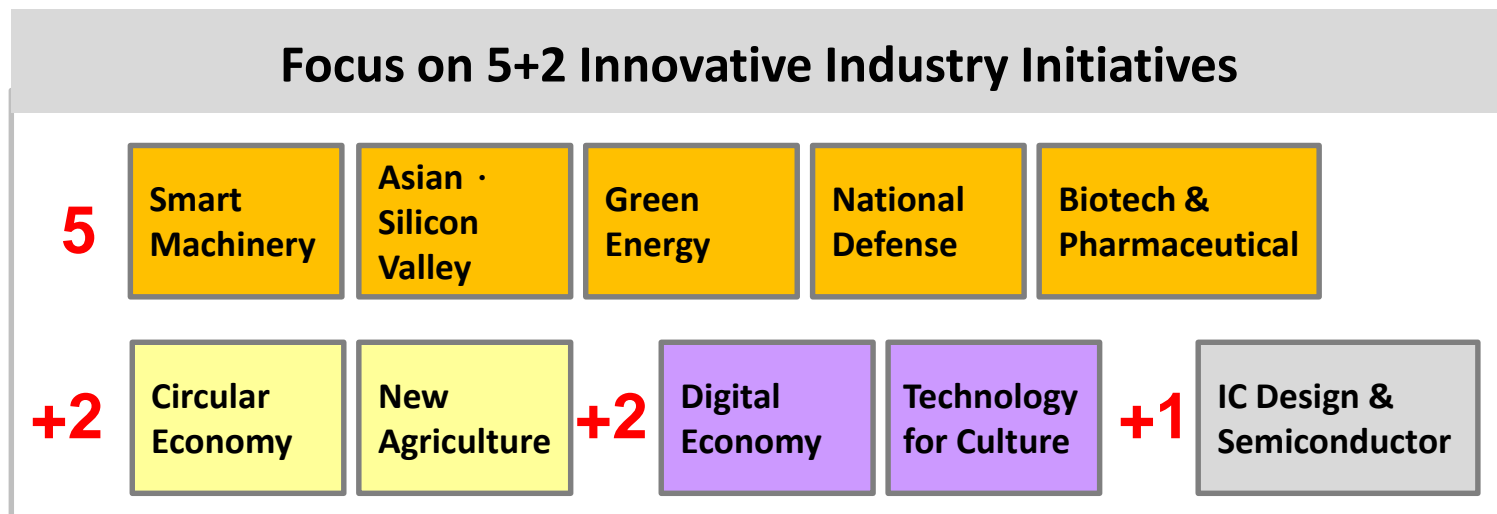 Focus on 5+2 Innovative Industry Initiatives
5
Smart
Machinery
Asian ·
Silicon
Valley
Green
Energy
National
Defense
Biotech &
Pharmaceutical
+2
Circular
Economy
New
Agriculture
+2
Digital
Economy
Technology
for Culture
+1
IC Design &
Semiconductor